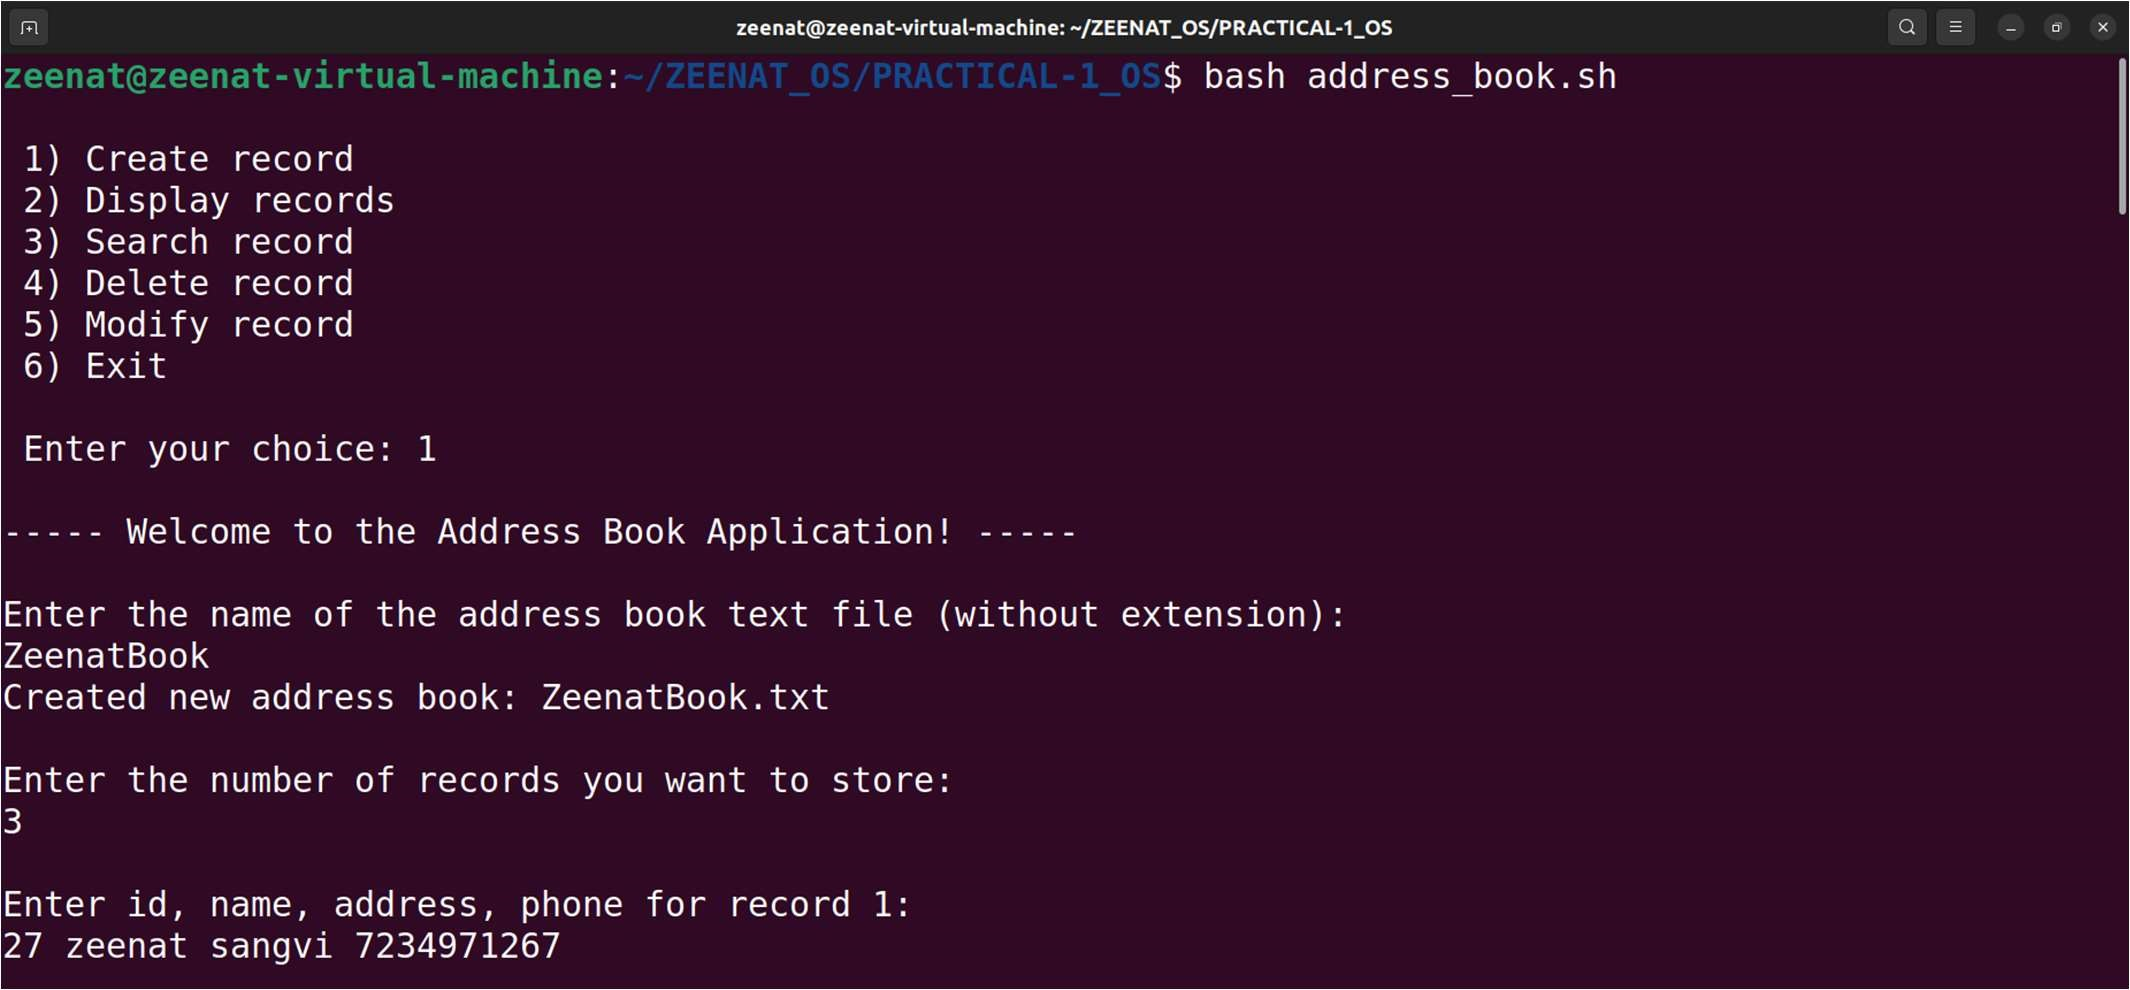 zeenat@zeenat-virtual-machine: ~/ZEENAT_OS/PRACTICAL-1_OS
zeenat@zeenat-virtual-machine:~/ZEENAT_OS/PRACTICAL-1_OS$ bash address_book.sh
1) Create record
2) Display records
3) Search record
4) Delete record
5) Modify record
6) Exit
Enter your choice: 1
----- Welcome to the Address Book Application! -----
Enter the name of the address book text file (without extension):
ZeenatBook
Created new address book: ZeenatBook.txt
Enter the number of records you want to store:
3
Enter id, name, address, phone for record 1:
27 zeenat sangvi 7234971267